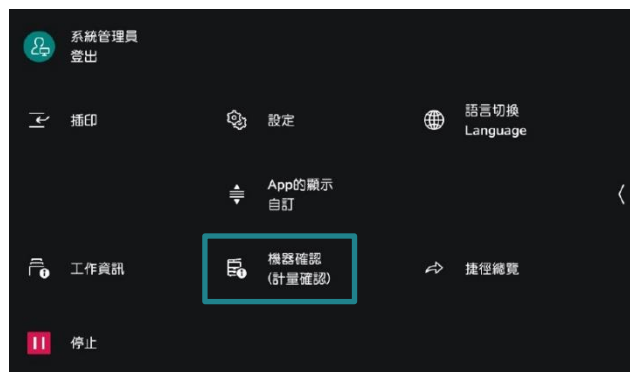 系統管理員
登出
插印
設定
語言切換
Language
App的顯示
自訂
工作資訊
機器確認
(計量確認)
捷徑總覽
停止